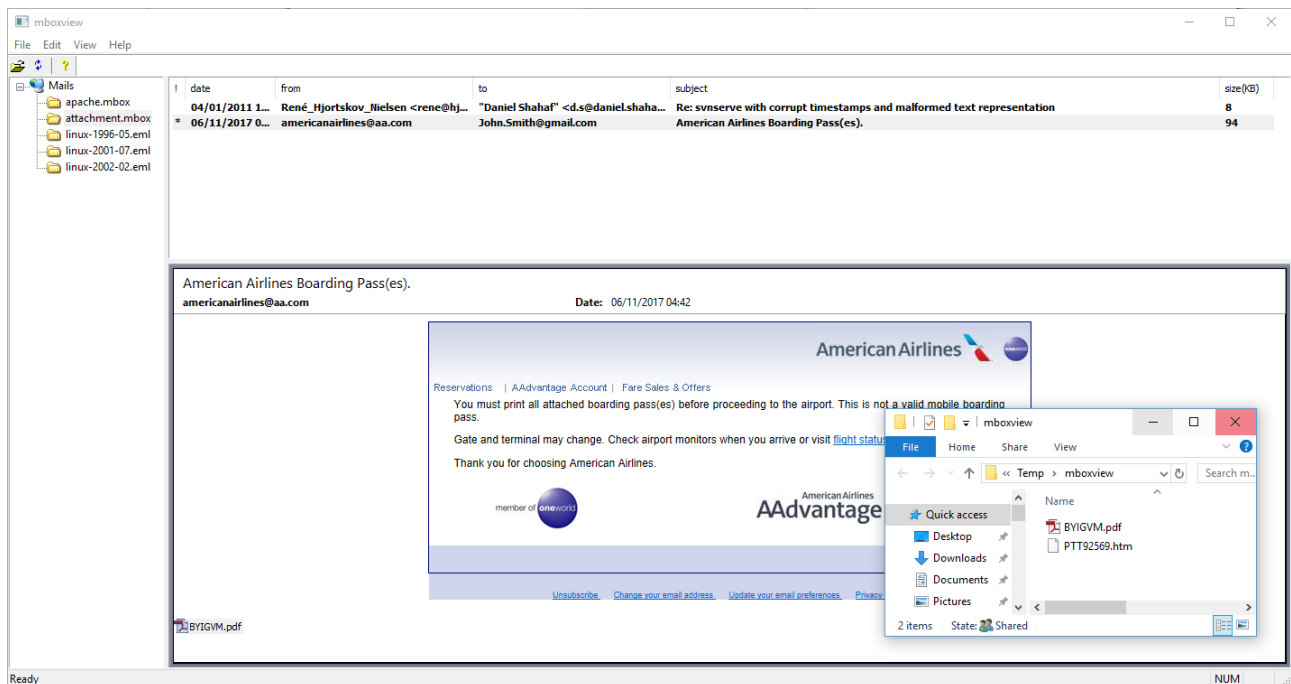 mboxview
File Edit View Help
Mails
apache.mbox
attachment.mbox
linux-1996-05.eml
linux-2001-07.eml
linux-2002-02.eml
! date from to subject size(KB)
04/01/2011 1... René_Hjortskov_Nielsen <rene@hj... "Daniel Shahaf" <d.s@daniel.shaha... Re: svnserve with corrupt timestamps and malformed text representation 8
* 06/11/2017 0... americanairlines@aa.com John.Smith@gmail.com American Airlines Boarding Pass(es). 94
American Airlines Boarding Pass(es).
americanairlines@aa.com Date: 06/11/2017 04:42
American Airlines
Reservations | AAdvantage Account | Fare Sales & Offers
You must print all attached boarding pass(es) before proceeding to the airport. This is not a valid mobile boarding
pass.
Gate and terminal may change. Check airport monitors when you arrive or visit flight statu
Thank you for choosing American Airlines.
member of oneworld
American Airlines
AAdvantage
Unsubscribe Change your email address Update your email preferences Privacy
BYIGVM.pdf
mboxview
File Home Share View
« Temp > mboxview Search m...
Quick access
Desktop
Downloads
Documents
Pictures
Name
BYIGVM.pdf
PTT92569.htm
2 items State: Shared
Ready NUM